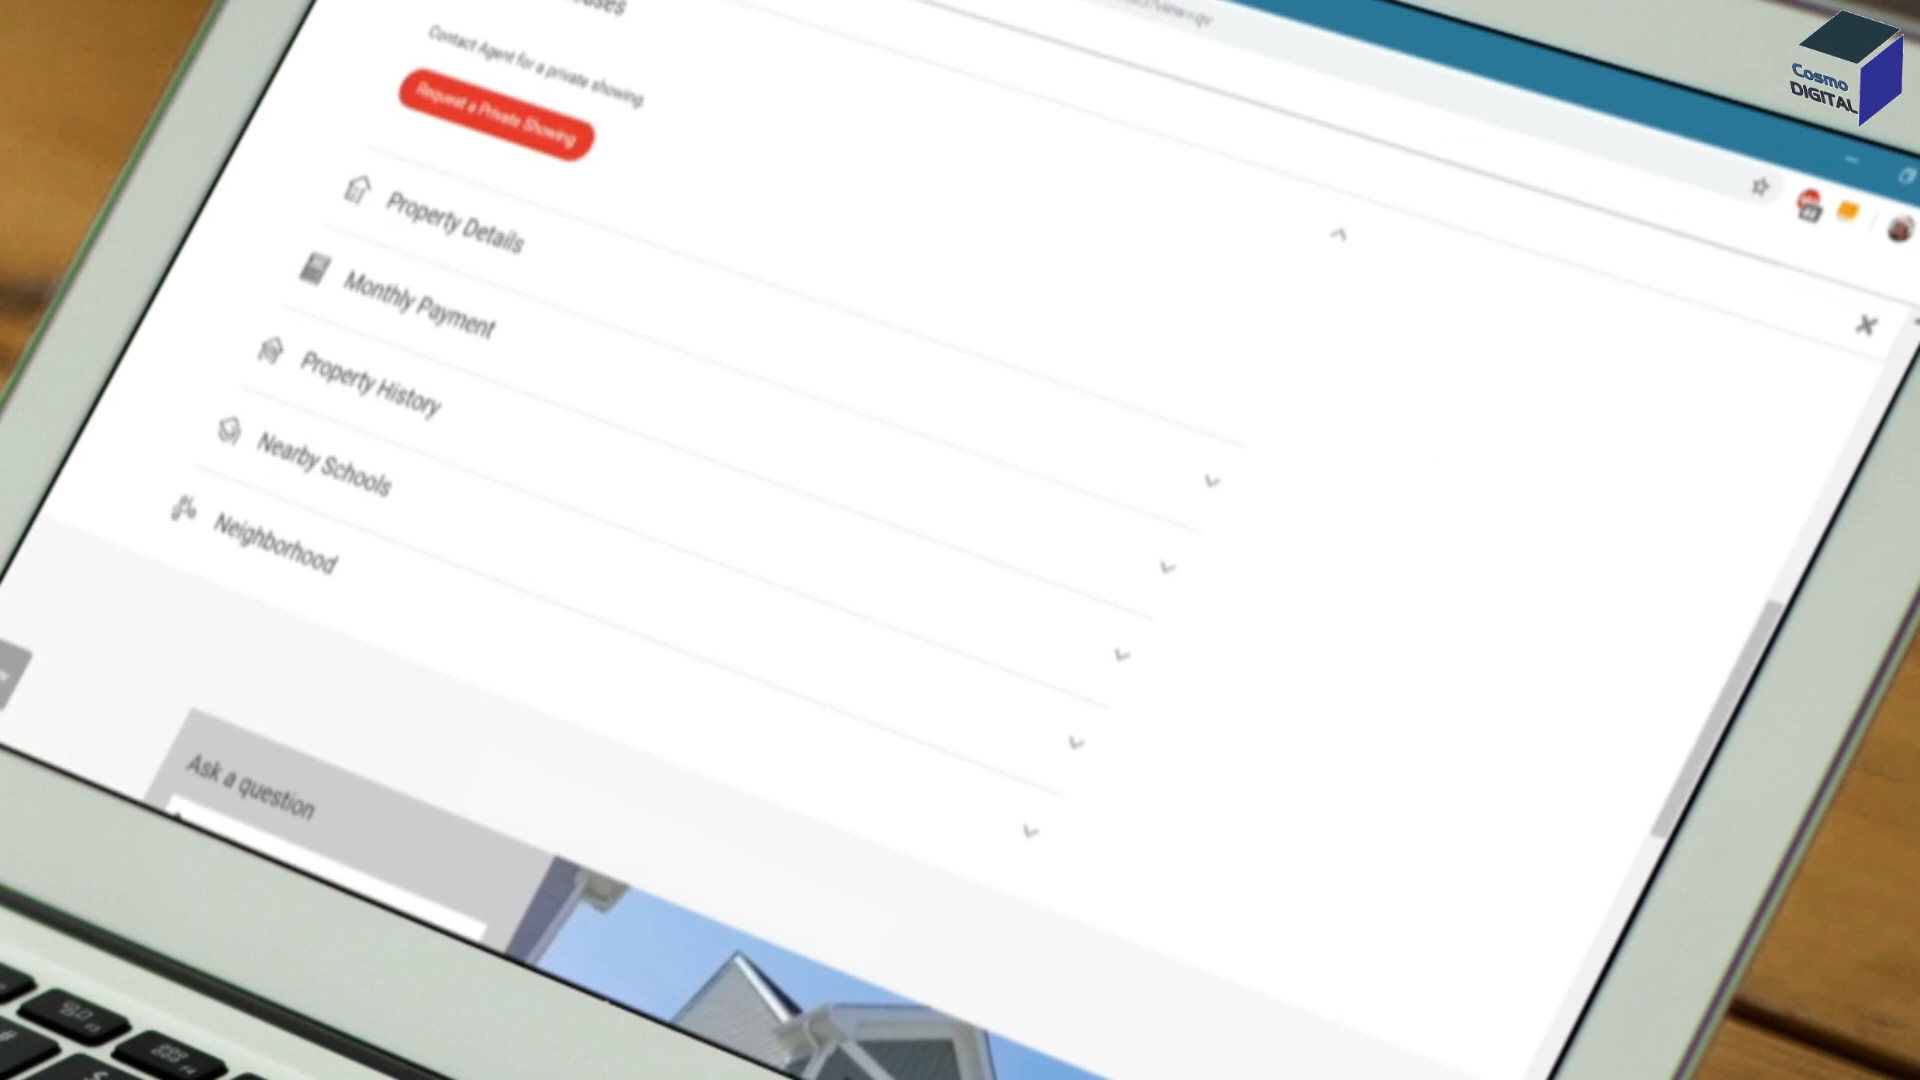 Contact Agent for a private showing
Request a Private Showing
Property Details
Monthly Payment
Property History
Nearby Schools
Neighborhood
Ask a question
Cosmo
DIGITAL